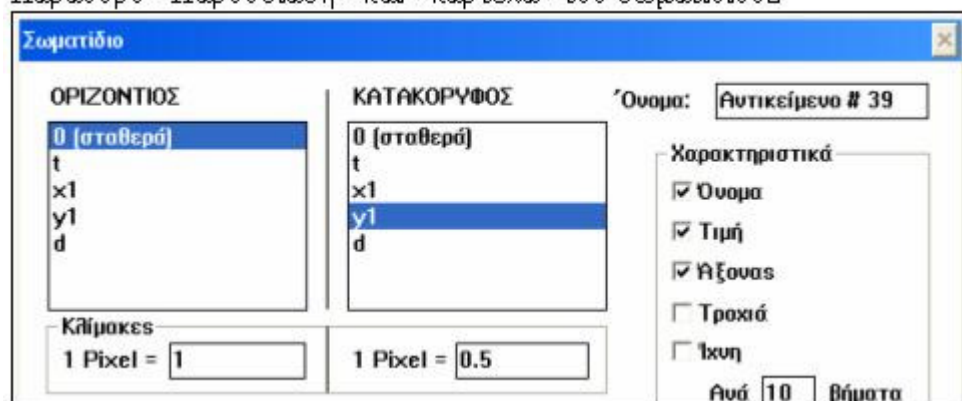 Σωματίδιο
ΟΡΙΖΟΝΤΙΟΣ
0 (σταθερά)
t
x1
y1
d
Κλίμακες
1 Pixel = 1
ΚΑΤΑΚΟΡΥΦΟΣ
0 (σταθερά)
t
x1
y1
d
1 Pixel = 0.5
Όνομα: Αντικείμενο # 39
Χαρακτηριστικά
Όνομα
Τιμή
Άξονας
Τροχιά
Ίχνη
Ανά 10 Βήματα